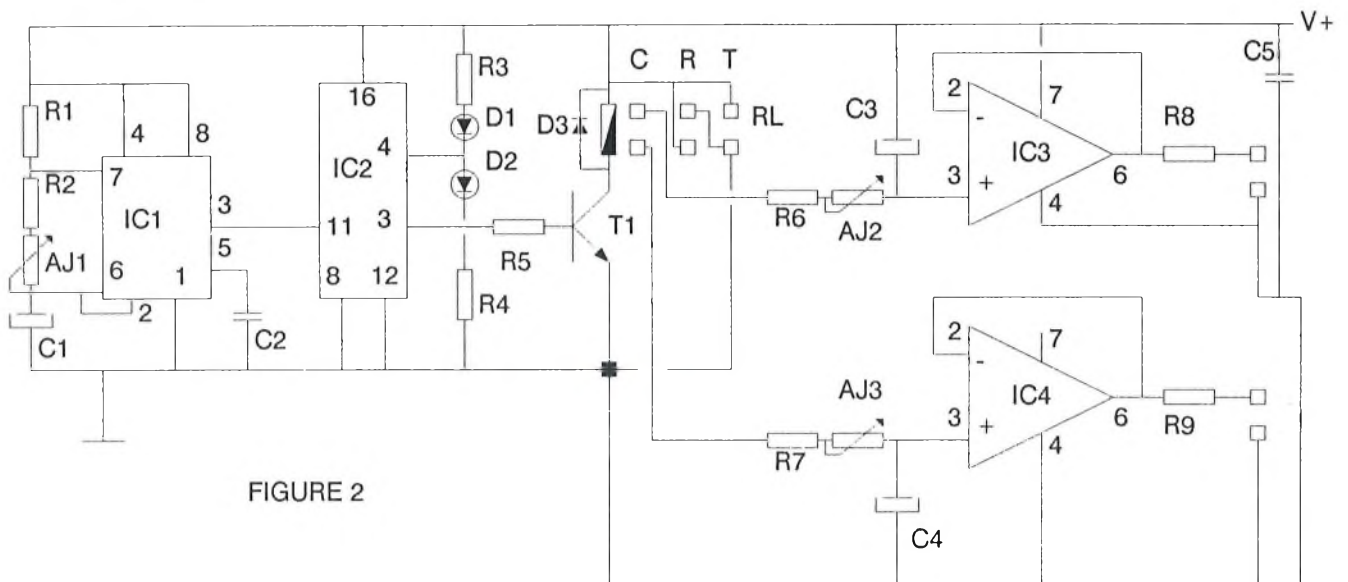 V+
C R T
C5
R3
16
2
7
R1
C3
R8
D1
D3
RL
4 8
4
D2
IC3
IC2
7
3
6
R2
IC1
3
+
4
11
3
T1
R6
AJ2
5
R5
AJ1
6
1
8 12
R4
2
C1
C2
2
7
-
AJ3
IC4
3
6
R9
+
4
R7
FIGURE 2
C4